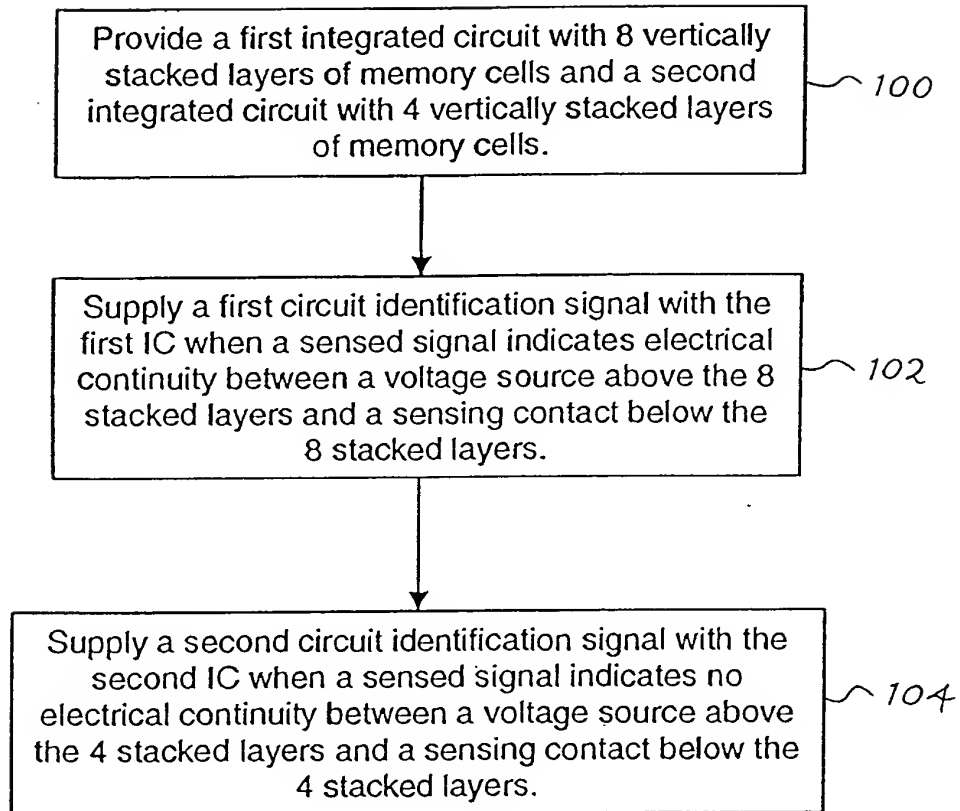 Provide a first integrated circuit with 8 vertically
stacked layers of memory cells and a second
integrated circuit with 4 vertically stacked layers
of memory cells.
100
Supply a first circuit identification signal with the
first IC when a sensed signal indicates electrical
continuity between a voltage source above the 8
stacked layers and a sensing contact below the
8 stacked layers.
102
Supply a second circuit identification signal with the
second IC when a sensed signal indicates no
electrical continuity between a voltage source above
the 4 stacked layers and a sensing contact below the
4 stacked layers.
104